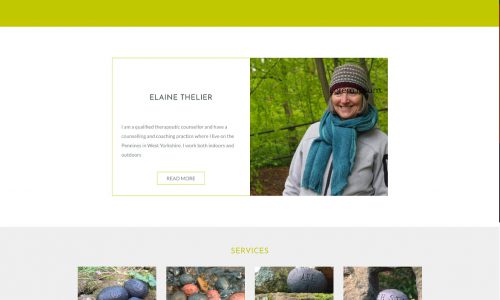 ELAINE THELIER
I am a qualified therapeutic counsellor and have a
counselling and coaching practice where I live on the
Pennines in West Yorkshire. I work both indoors and
outdoors
READ MORE
SERVICES